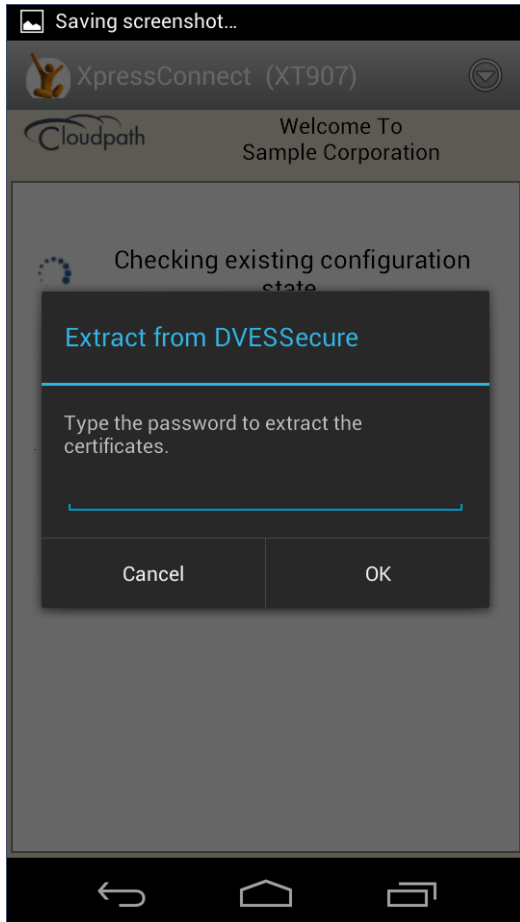 Saving screenshot...
XpressConnect (XT907)
Cloudpath
Welcome To
Sample Corporation
Checking existing configuration
state
Extract from DVESSecure
Type the password to extract the
certificates.
Cancel
OK